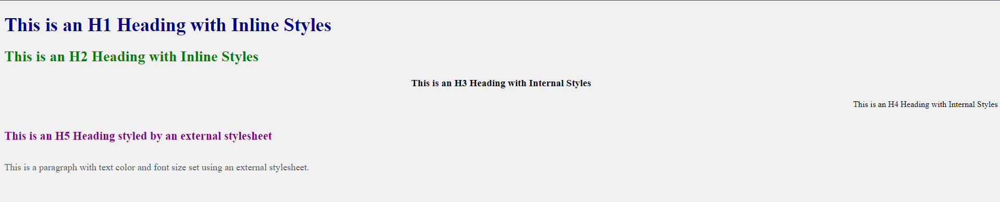 This is an H1 Heading with Inline Styles
This is an H2 Heading with Inline Styles
This is an H3 Heading with Internal Styles
This is an H4 Heading with Internal Styles
This is an H5 Heading styled by an external stylesheet
This is a paragraph with text color and font size set using an external stylesheet.